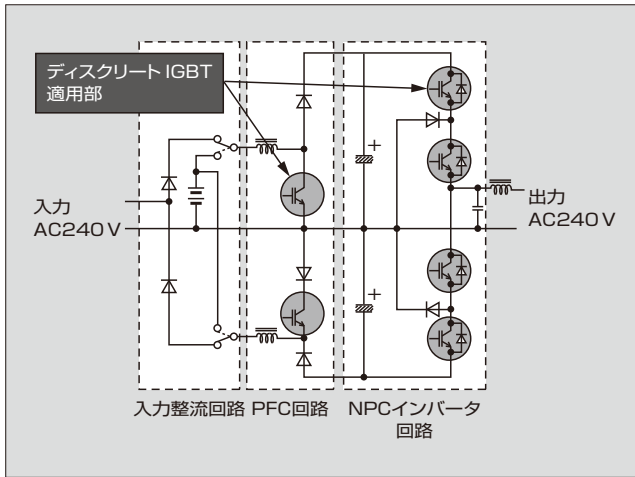 ディスクリート IGBT
適用部
入力
AC240 V
出力
AC240 V
+
+
入力整流回路
PFC回路
NPCインバータ
回路